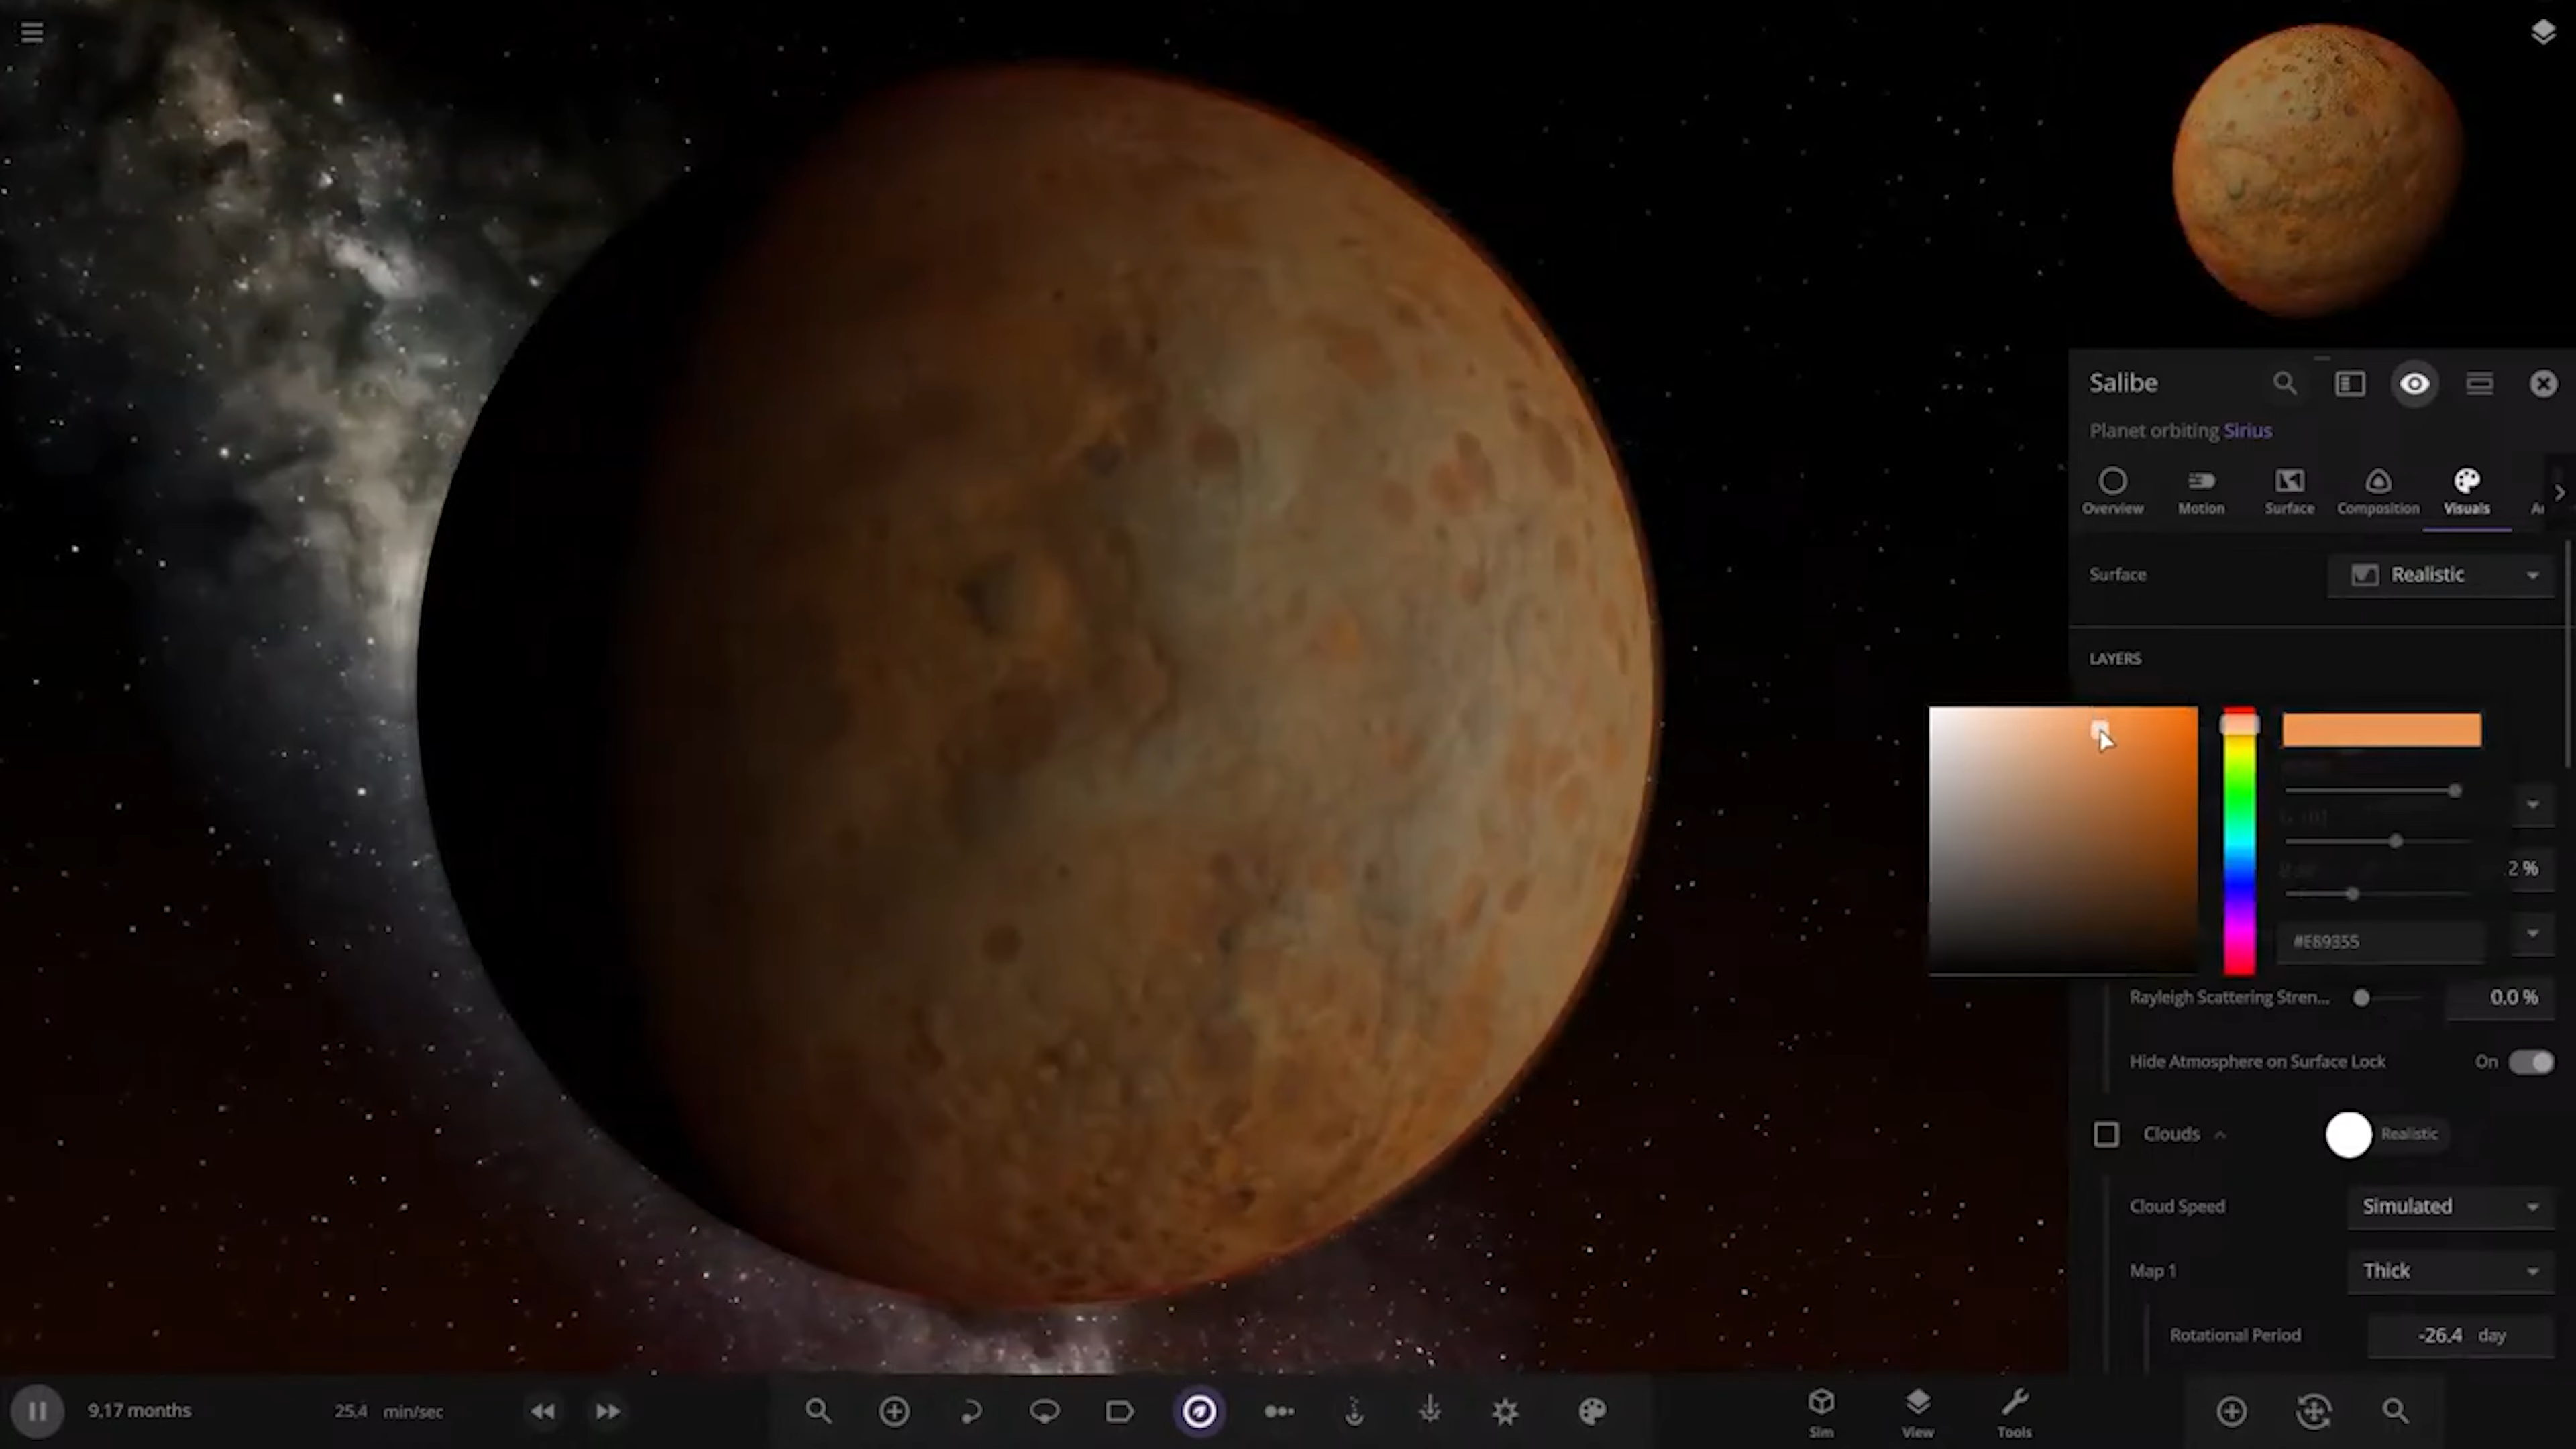 Salibe
Planet orbiting Sirius
Overview
Motion
Surface
Composition
Visuals
Surface
Realistic
LAYERS
2 %
#E89355
Rayleigh Scattering Stren...
0.0 %
Hide Atmosphere on Surface Lock
On
Clouds
Realistic
Cloud Speed
Simulated
Map 1
Thick
Rotational Period
-26.4 day
9.17 months
25.4 min/sec
Sim
View
Tools